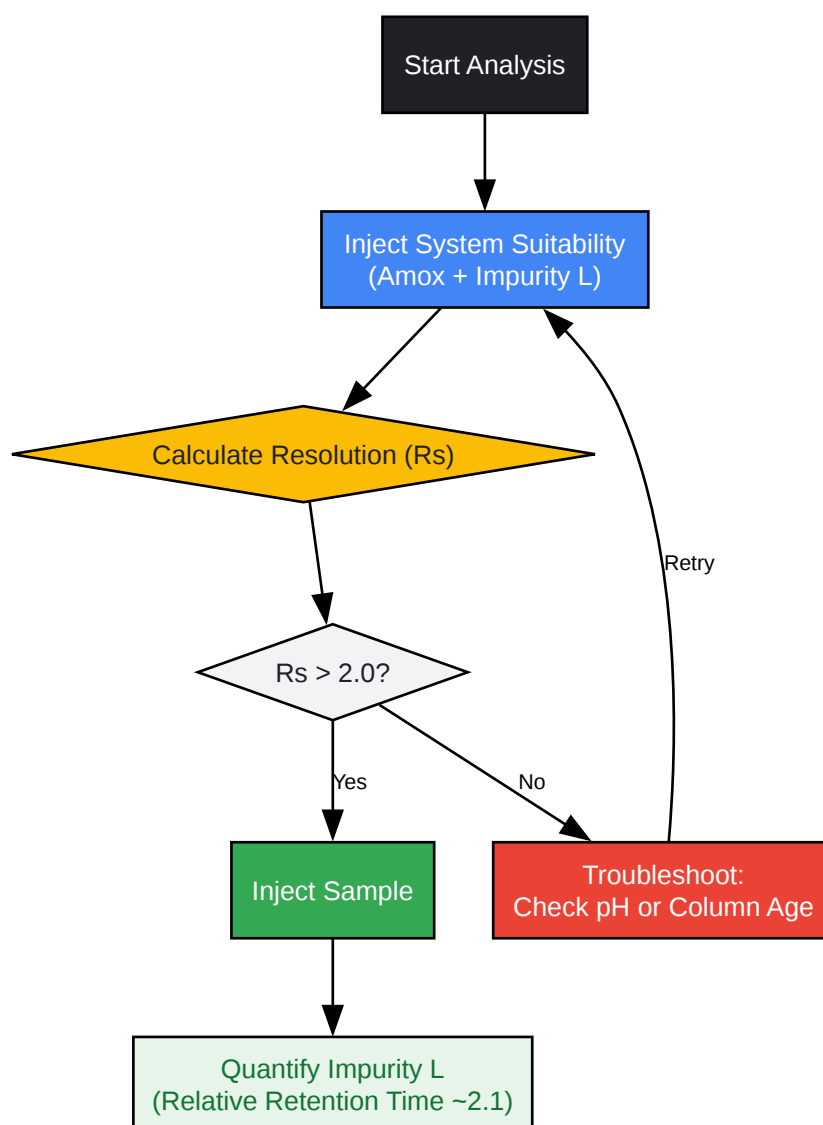 Start Analysis
Inject System Suitability
(Amox + Impurity L)
Calculate Resolution (Rs)
Retry
Rs > 2.0?
Yes
No
Inject Sample
Troubleshoot:
Check pH or Column Age
Quantify Impurity L
(Relative Retention Time ~2.1)